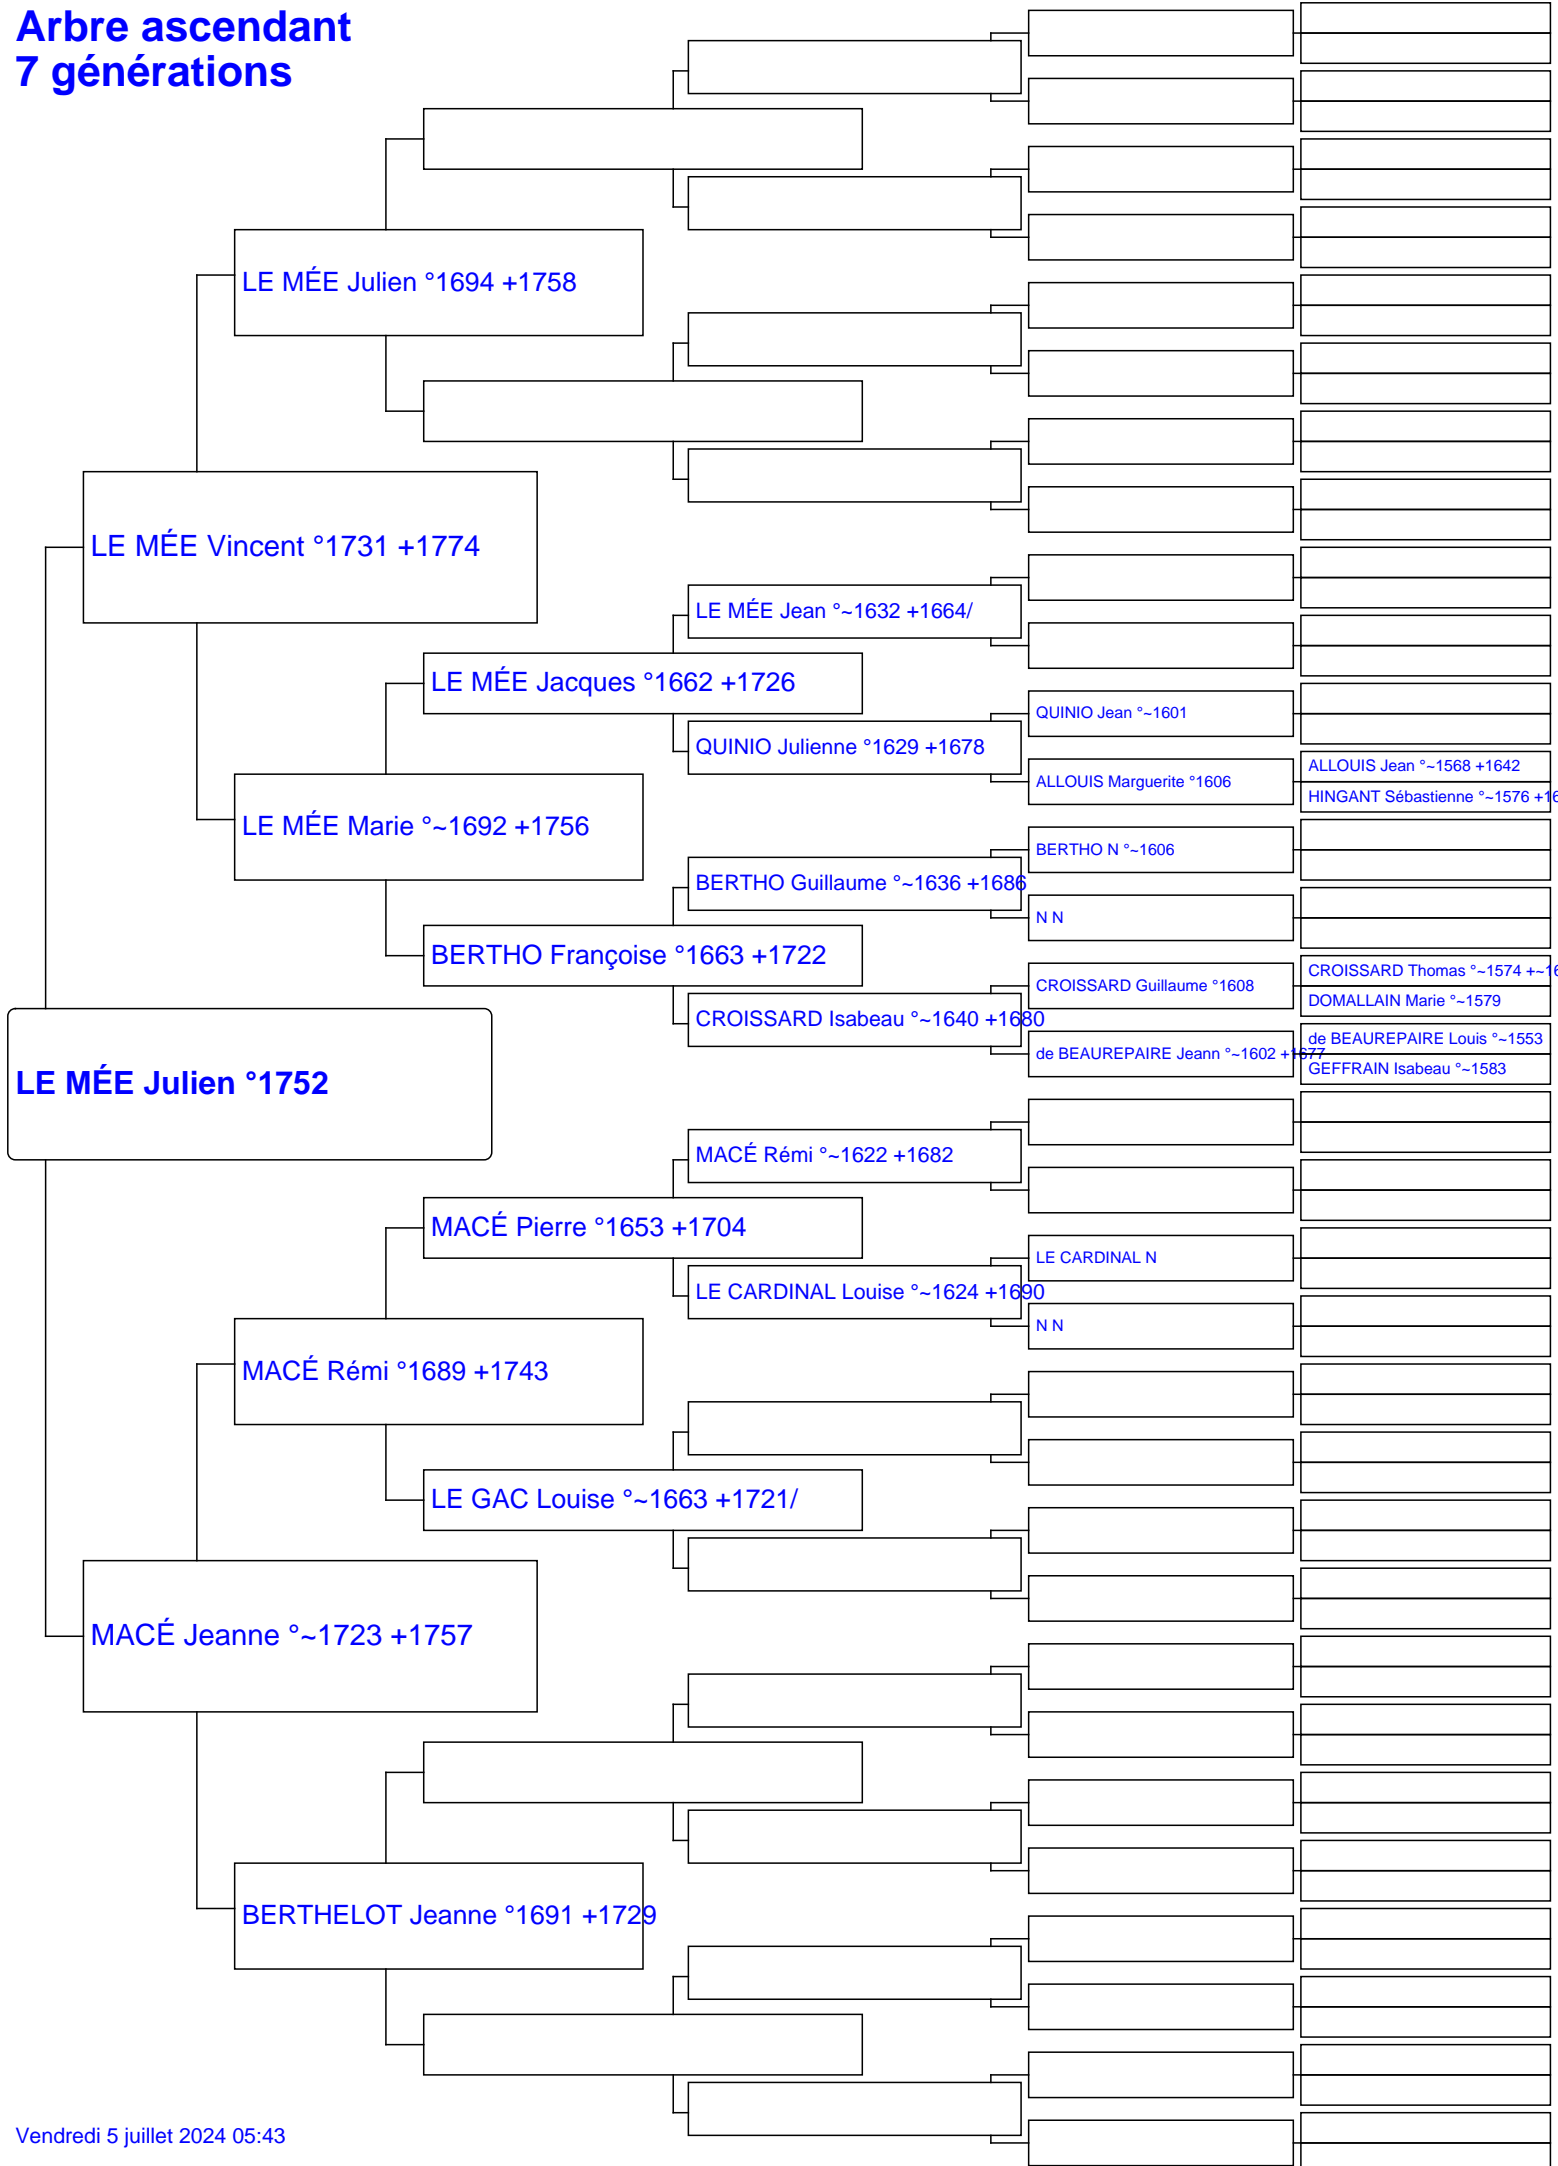 Arbre ascendant
7 générations
LE MÉE Julien °1694 +1758
LE MÉE Vincent °1731 +1774
LE MÉE Jean °~1632 +1664/
LE MÉE Jacques °1662 +1726
QUINIO Jean °~1601
QUINIO Julienne °1629 +1678
ALLOUIS Jean °~1568 +1642
ALLOUIS Marguerite °1606
HINGANT Sébastienne °~1576 +16
LE MÉE Marie °~1692 +1756
BERTHO N °~1606
BERTHO Guillaume °~1636 +1686
N N
BERTHO Françoise °1663 +1722
CROISSARD Thomas °~1574 +~16
CROISSARD Guillaume °1608
DOMALLAIN Marie °~1579
CROISSARD Isabeau °~1640 +1680
de BEAUREPAIRE Louis °~1553
de BEAUREPAIRE Jeann °~1602 +1677
GEFFRAIN Isabeau °~1583
LE MÉE Julien °1752
MACÉ Rémi °~1622 +1682
MACÉ Pierre °1653 +1704
LE CARDINAL N
LE CARDINAL Louise °~1624 +1690
N N
MACÉ Rémi °1689 +1743
LE GAC Louise °~1663 +1721/
MACÉ Jeanne °~1723 +1757
BERTHELOT Jeanne °1691 +1729
Vendredi 5 juillet 2024 05:43